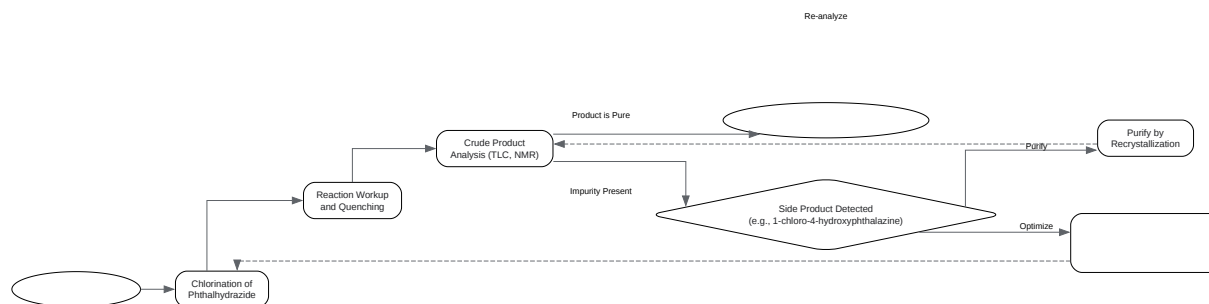 Re-analyze
Product is Pure
Crude Product
Analysis (TLC, NMR)
Purify by
Recrystallization
Purify
Impurity Present
Reaction Workup
and Quenching
Side Product Detected
(e.g., 1-chloro-4-hydroxyphthalazine)
Optimize
Chlorination of
Phthalhydrazide